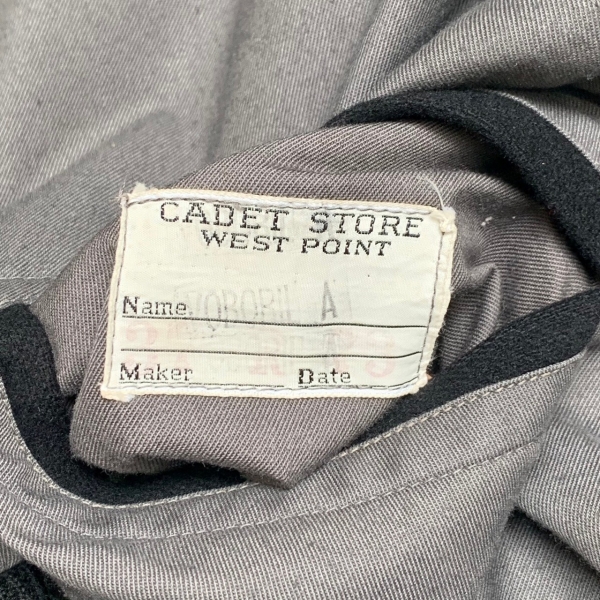 CADET STORE
WEST POINT
Name A
Maker Date